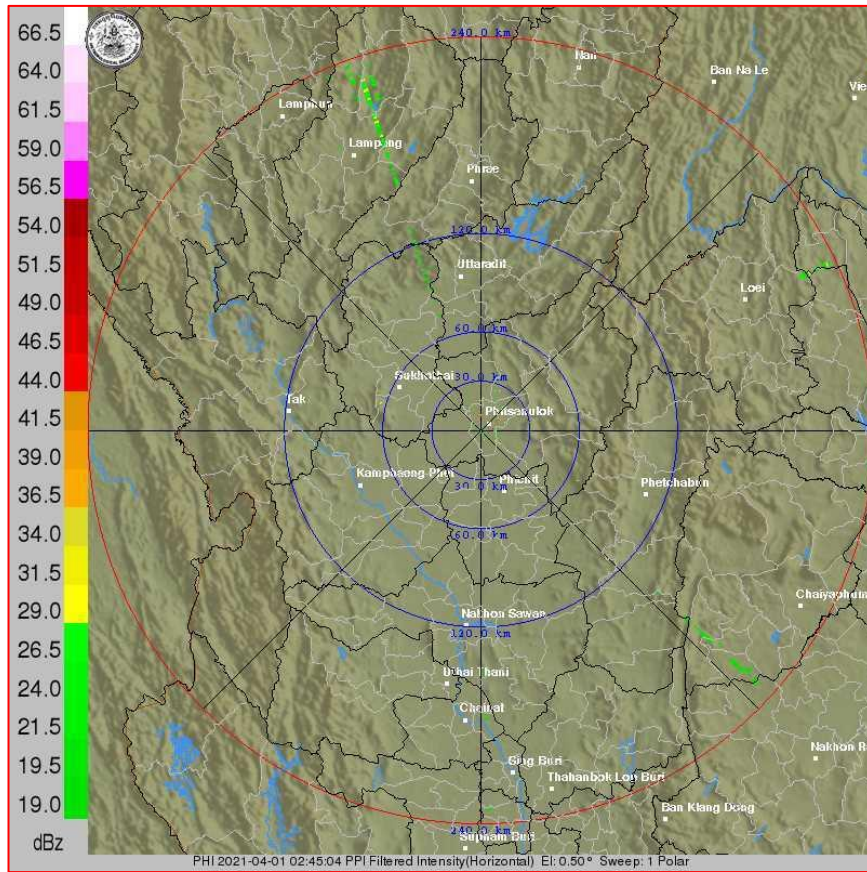 66.5
64.0
61.5
59.0
56.5
54.0
51.5
49.0
46.5
44.0
41.5
39.0
36.5
34.0
31.5
29.0
26.5
24.0
21.5
19.5
19.0
dBz
240.0 km
Nan
Ban Na Le
Vie
Lamphun
Lampang
Phrae
120.0 km
Uttaradit
Loei
60.0 km
30.0 km
Sukhothai
Tak
Phitsanulok
Kamphaeng Phet
Phichit
30.0 km
Phetchabun
60.0 km
Chaiyaphum
Nakhon Sawan
120.0 km
Uthai Thani
Chainat
Sing Buri
Nakhon R
Thahanbok Lop Buri
Ban Klang Dong
240.0 km
Suphan Buri
PHI 2021-04-01 02:45:04 PPI Filtered Intensity(Horizontal) El: 0.50° Sweep: 1 Polar